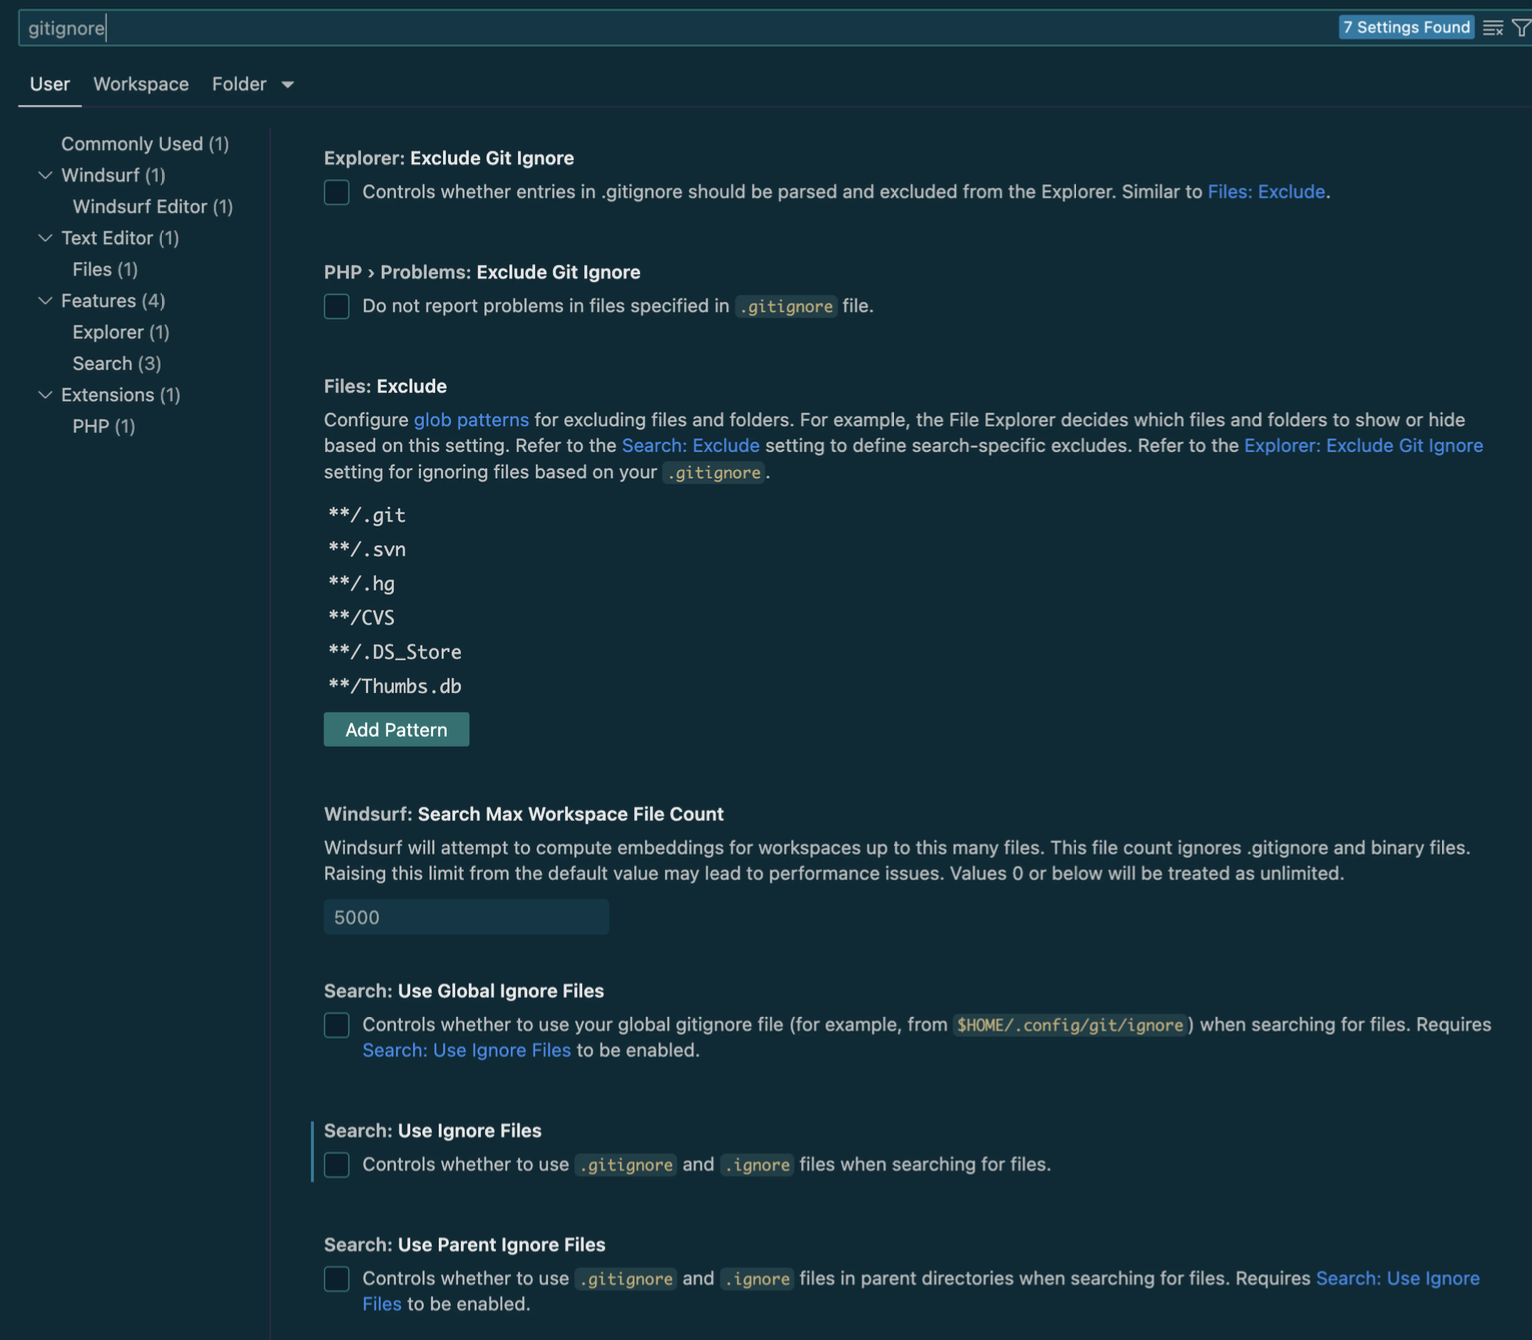 gitignore
7 Settings Found
User
Workspace
Folder
Commonly Used (1)
Windsurf (1)
Windsurf Editor (1)
Text Editor (1)
Files (1)
Features (4)
Explorer (1)
Search (3)
Extensions (1)
PHP (1)
Explorer: Exclude Git Ignore
Controls whether entries in .gitignore should be parsed and excluded from the Explorer. Similar to Files: Exclude.
PHP › Problems: Exclude Git Ignore
Do not report problems in files specified in .gitignore file.
Files: Exclude
Configure glob patterns for excluding files and folders. For example, the File Explorer decides which files and folders to show or hide
based on this setting. Refer to the Search: Exclude setting to define search-specific excludes. Refer to the Explorer: Exclude Git Ignore
setting for ignoring files based on your .gitignore.
**/.git
**/.svn
**/.hg
**/CVS
**/.DS_Store
**/Thumbs.db
Add Pattern
Windsurf: Search Max Workspace File Count
Windsurf will attempt to compute embeddings for workspaces up to this many files. This file count ignores .gitignore and binary files.
Raising this limit from the default value may lead to performance issues. Values 0 or below will be treated as unlimited.
5000
Search: Use Global Ignore Files
Controls whether to use your global gitignore file (for example, from $HOME/.config/git/ignore) when searching for files. Requires
Search: Use Ignore Files to be enabled.
Search: Use Ignore Files
Controls whether to use .gitignore and .ignore files when searching for files.
Search: Use Parent Ignore Files
Controls whether to use .gitignore and .ignore files in parent directories when searching for files. Requires Search: Use Ignore
Files to be enabled.